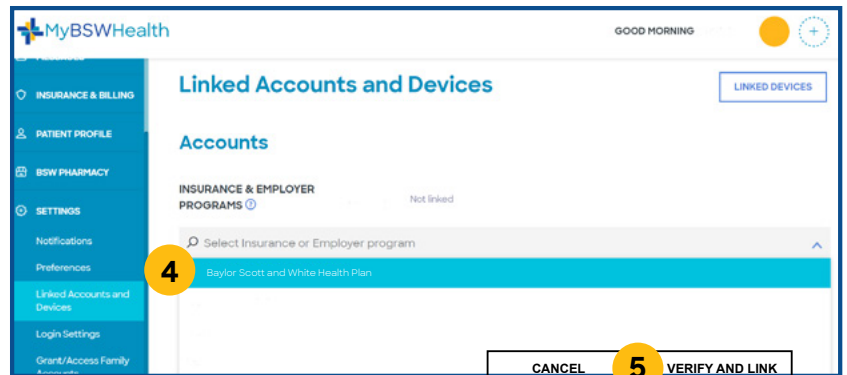 MyBSWHealth
GOOD MORNING
INSURANCE & BILLING
PATIENT PROFILE
BSW PHARMACY
SETTINGS
Notifications
Preferences
Linked Accounts and
Devices
Login Settings
Grant/Access Family
Accounts
Linked Accounts and Devices
LINKED DEVICES
Accounts
INSURANCE & EMPLOYER
PROGRAMS ?
Not linked
Select Insurance or Employer program
4
Baylor Scott and White Health Plan
CANCEL
5
VERIFY AND LINK